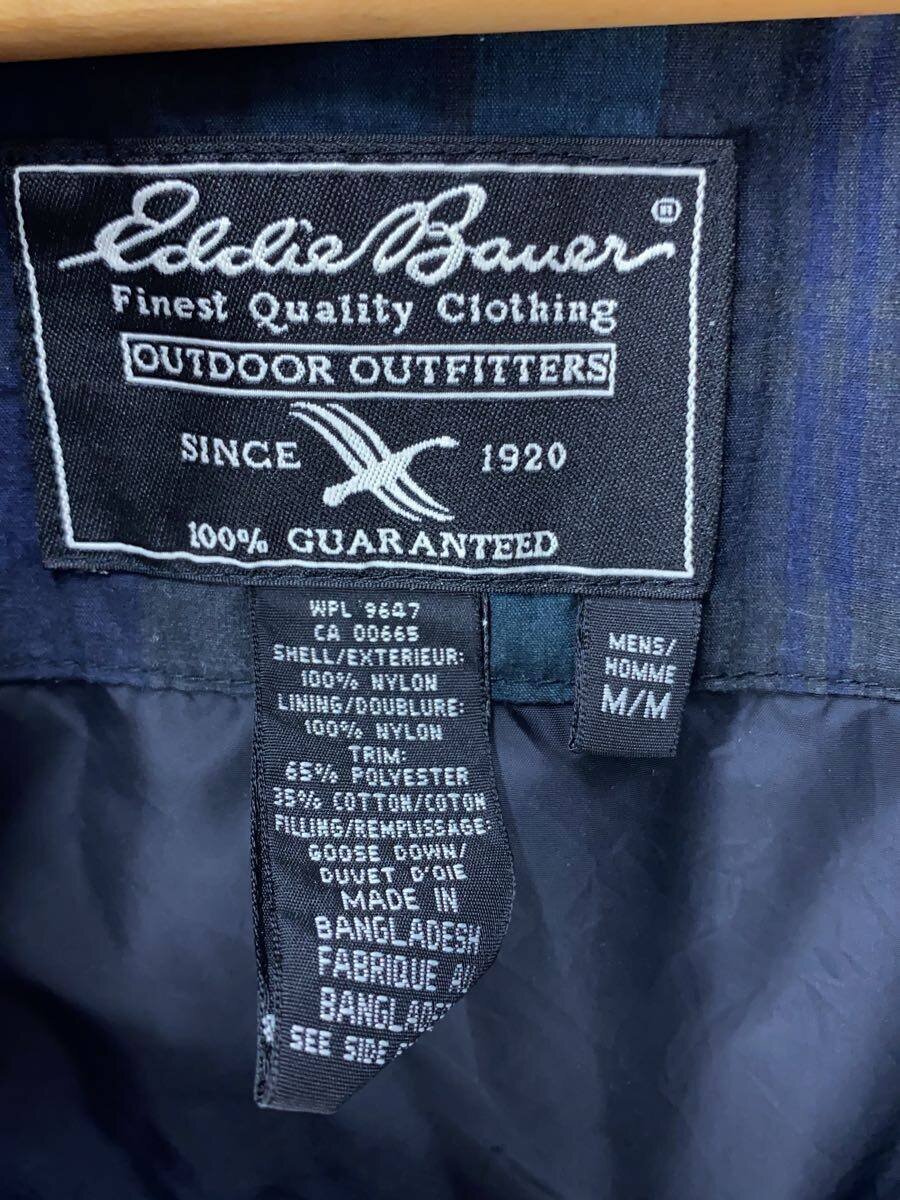 Eddie Bauer ®
Finest Quality Clothing
OUTDOOR OUTFITTERS
SINCE 1920
100% GUARANTEED
WPL 9647
CA 00665
SHELL/EXTERIEUR:
100% NYLON
LINING/DOUBLURE:
100% NYLON
TRIM:
65% POLYESTER
35% COTTON/COTON
FILLING/REMPLISSAGE:
GOOSE DOWN/
DUVET D'OIE
MADE IN
BANGLADESH
FABRIQUE AU
SEE SIDE
MENS/
HOMME
M/M